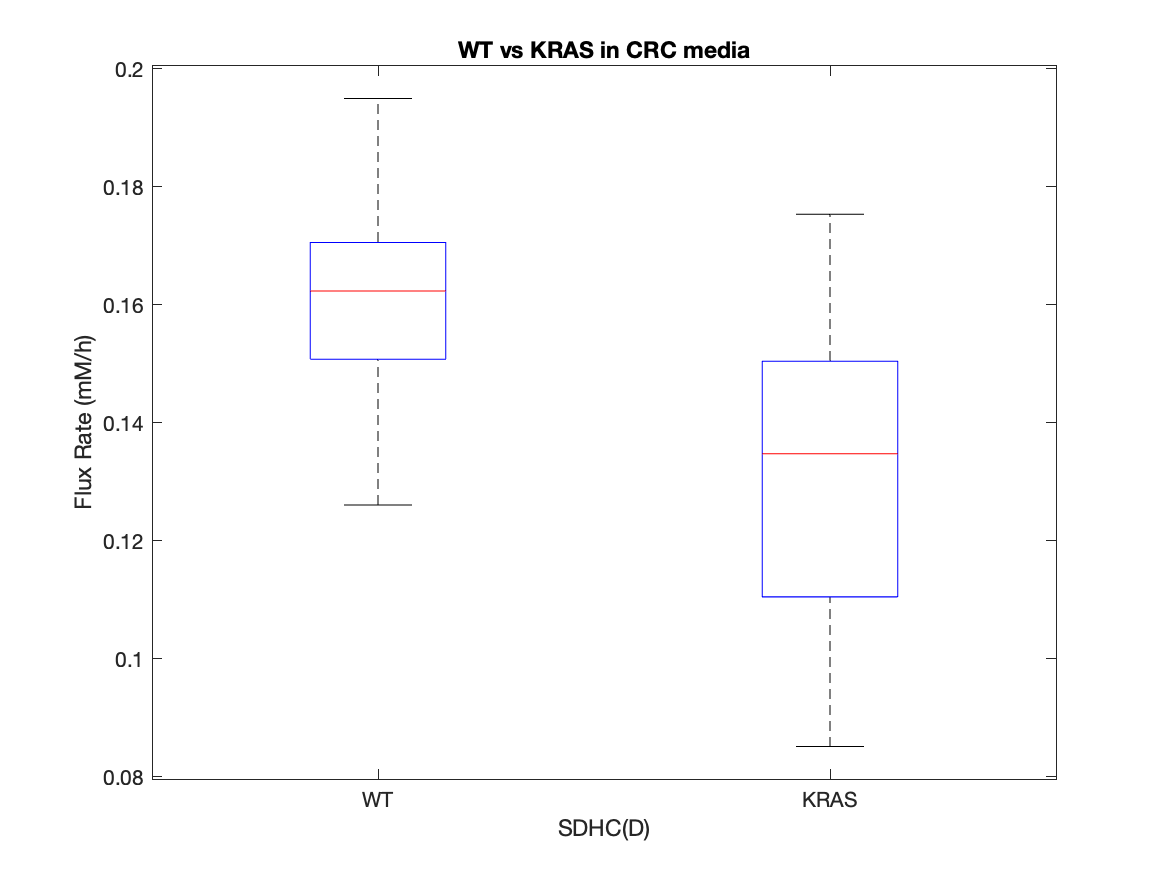 WT vs KRAS in CRC media
0.2
0.18
0.16
0.14
0.12
0.1
0.08
Flux Rate (mM/h)
WT
KRAS
SDHC(D)